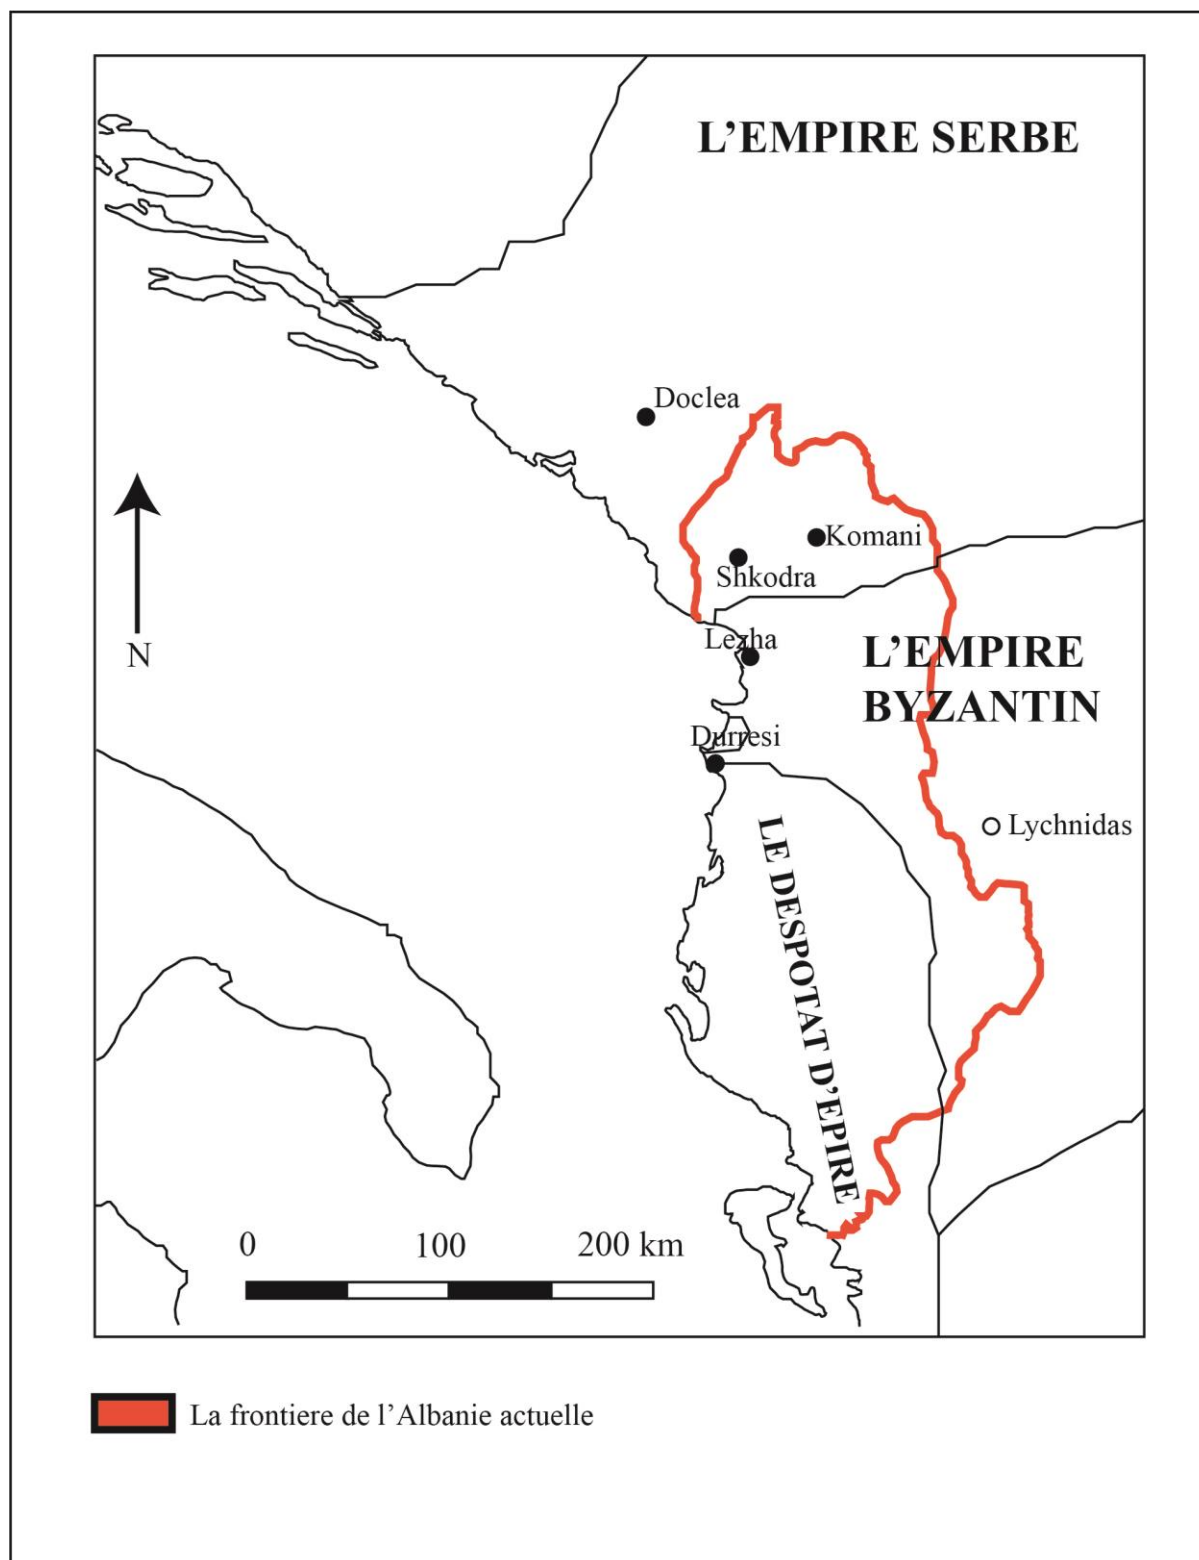 L’EMPIRE SERBE
Doclea
Komani
Shkodra
N
Lezha
L’EMPIRE
BYZANTIN
Durresi
Lychnidas
LE DESPOTAT D’EPIRE
0 100 200 km
La frontiere de l’Albanie actuelle